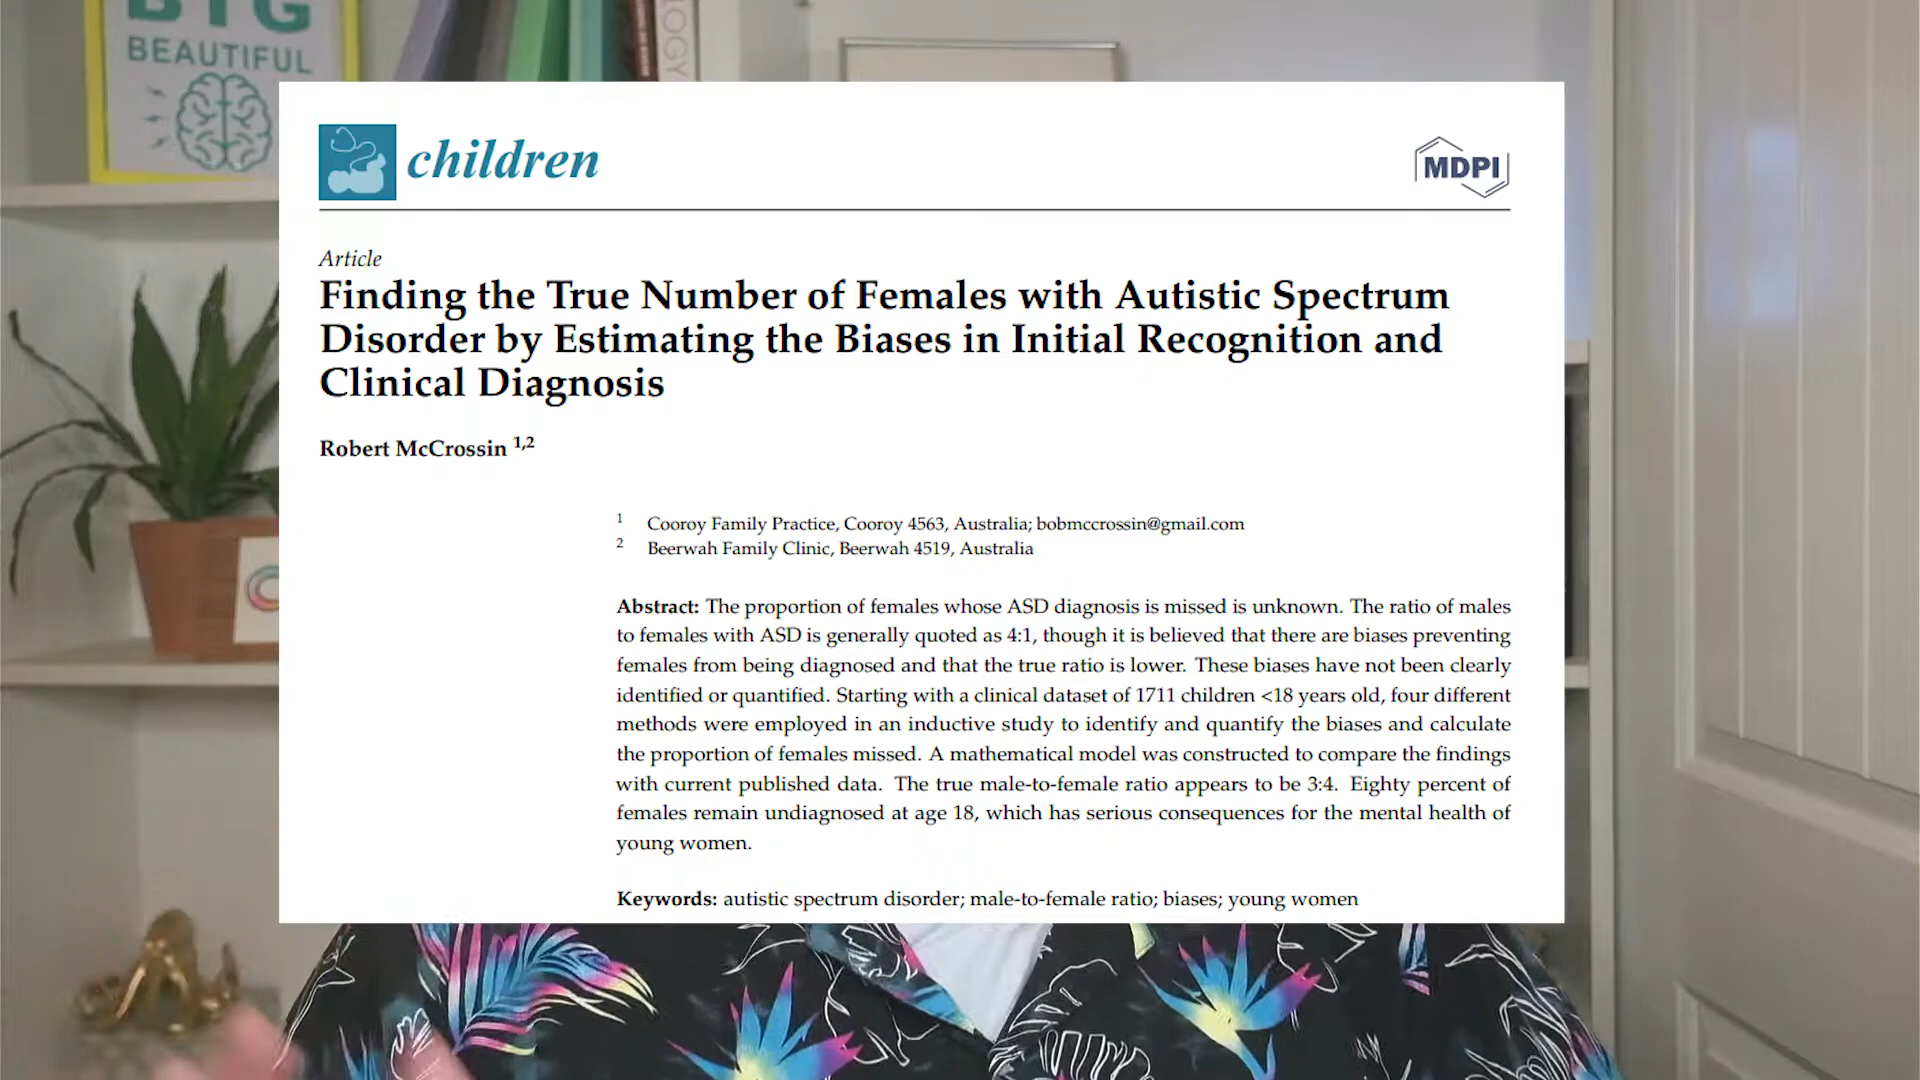 BIG
BEAUTIFUL
LOGY
children
MDPI
Article
Finding the True Number of Females with Autistic Spectrum
Disorder by Estimating the Biases in Initial Recognition and
Clinical Diagnosis
Robert McCrossin 1,2
1 Cooroy Family Practice, Cooroy 4563, Australia; bobmccrossin@gmail.com
2 Beerwah Family Clinic, Beerwah 4519, Australia
Abstract: The proportion of females whose ASD diagnosis is missed is unknown. The ratio of males
to females with ASD is generally quoted as 4:1, though it is believed that there are biases preventing
females from being diagnosed and that the true ratio is lower. These biases have not been clearly
identified or quantified. Starting with a clinical dataset of 1711 children <18 years old, four different
methods were employed in an inductive study to identify and quantify the biases and calculate
the proportion of females missed. A mathematical model was constructed to compare the findings
with current published data. The true male-to-female ratio appears to be 3:4. Eighty percent of
females remain undiagnosed at age 18, which has serious consequences for the mental health of
young women.
Keywords: autistic spectrum disorder; male-to-female ratio; biases; young women